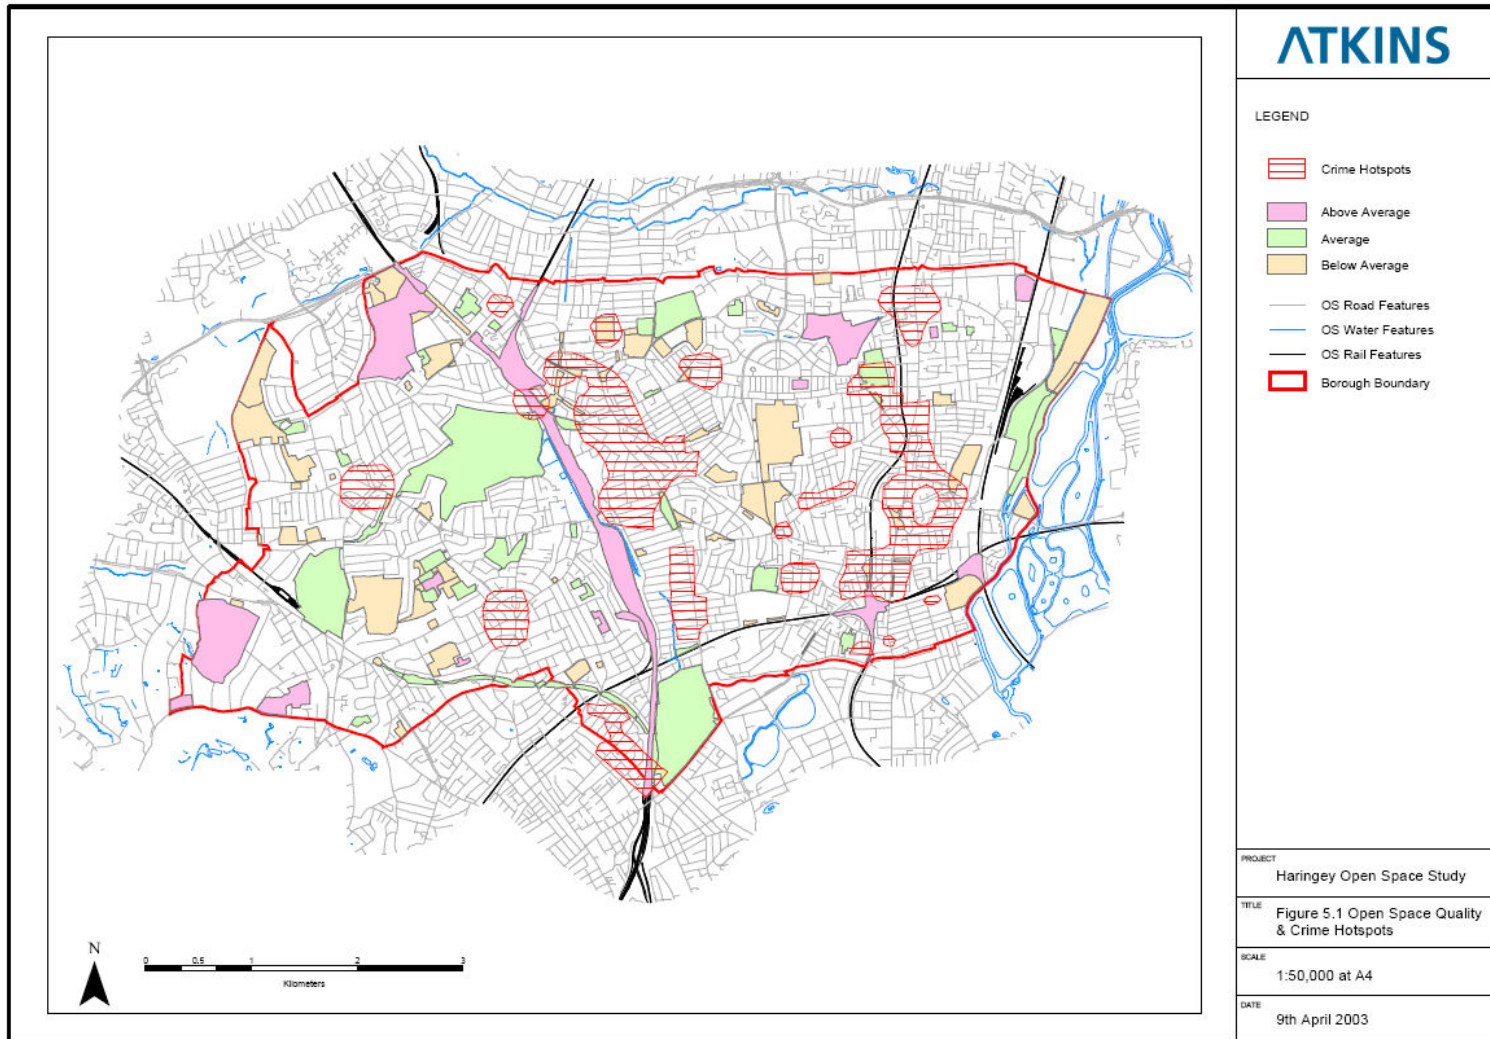 ATKINS
LEGEND
Crime Hotspots
Above Average
Average
Below Average
OS Road Features
OS Water Features
OS Rail Features
Borough Boundary
N
0 0.5 1 2 3
Kilometers
PROJECT
Haringey Open Space Study
TITLE
Figure 5.1 Open Space Quality
& Crime Hotspots
SCALE
1:50,000 at A4
DATE
9th April 2003